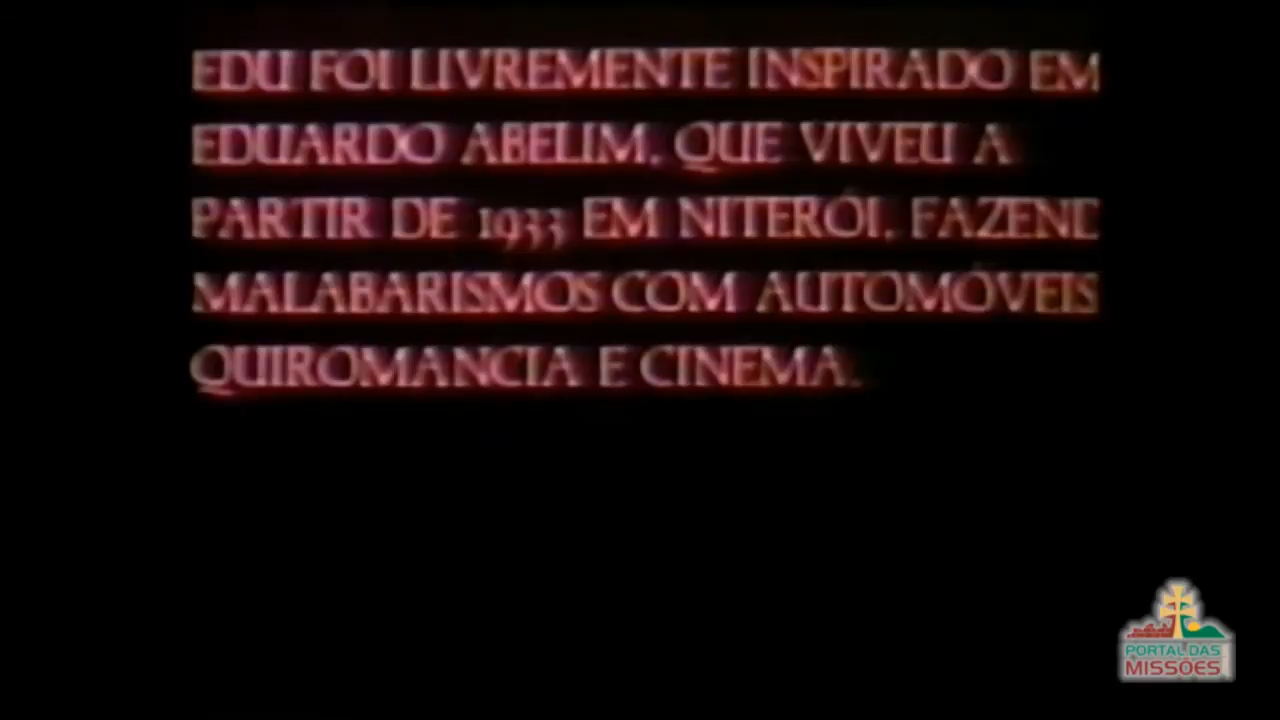 EDU FOI LIVREMENTE INSPIRADO EM
EDUARDO ABELIM, QUE VIVEU A
PARTIR DE 1933 EM NITERÓI, FAZEND
MALABARISMOS COM AUTOMÓVEIS
QUIROMANCIA E CINEMA.
PORTAL DAS
MISSÕES